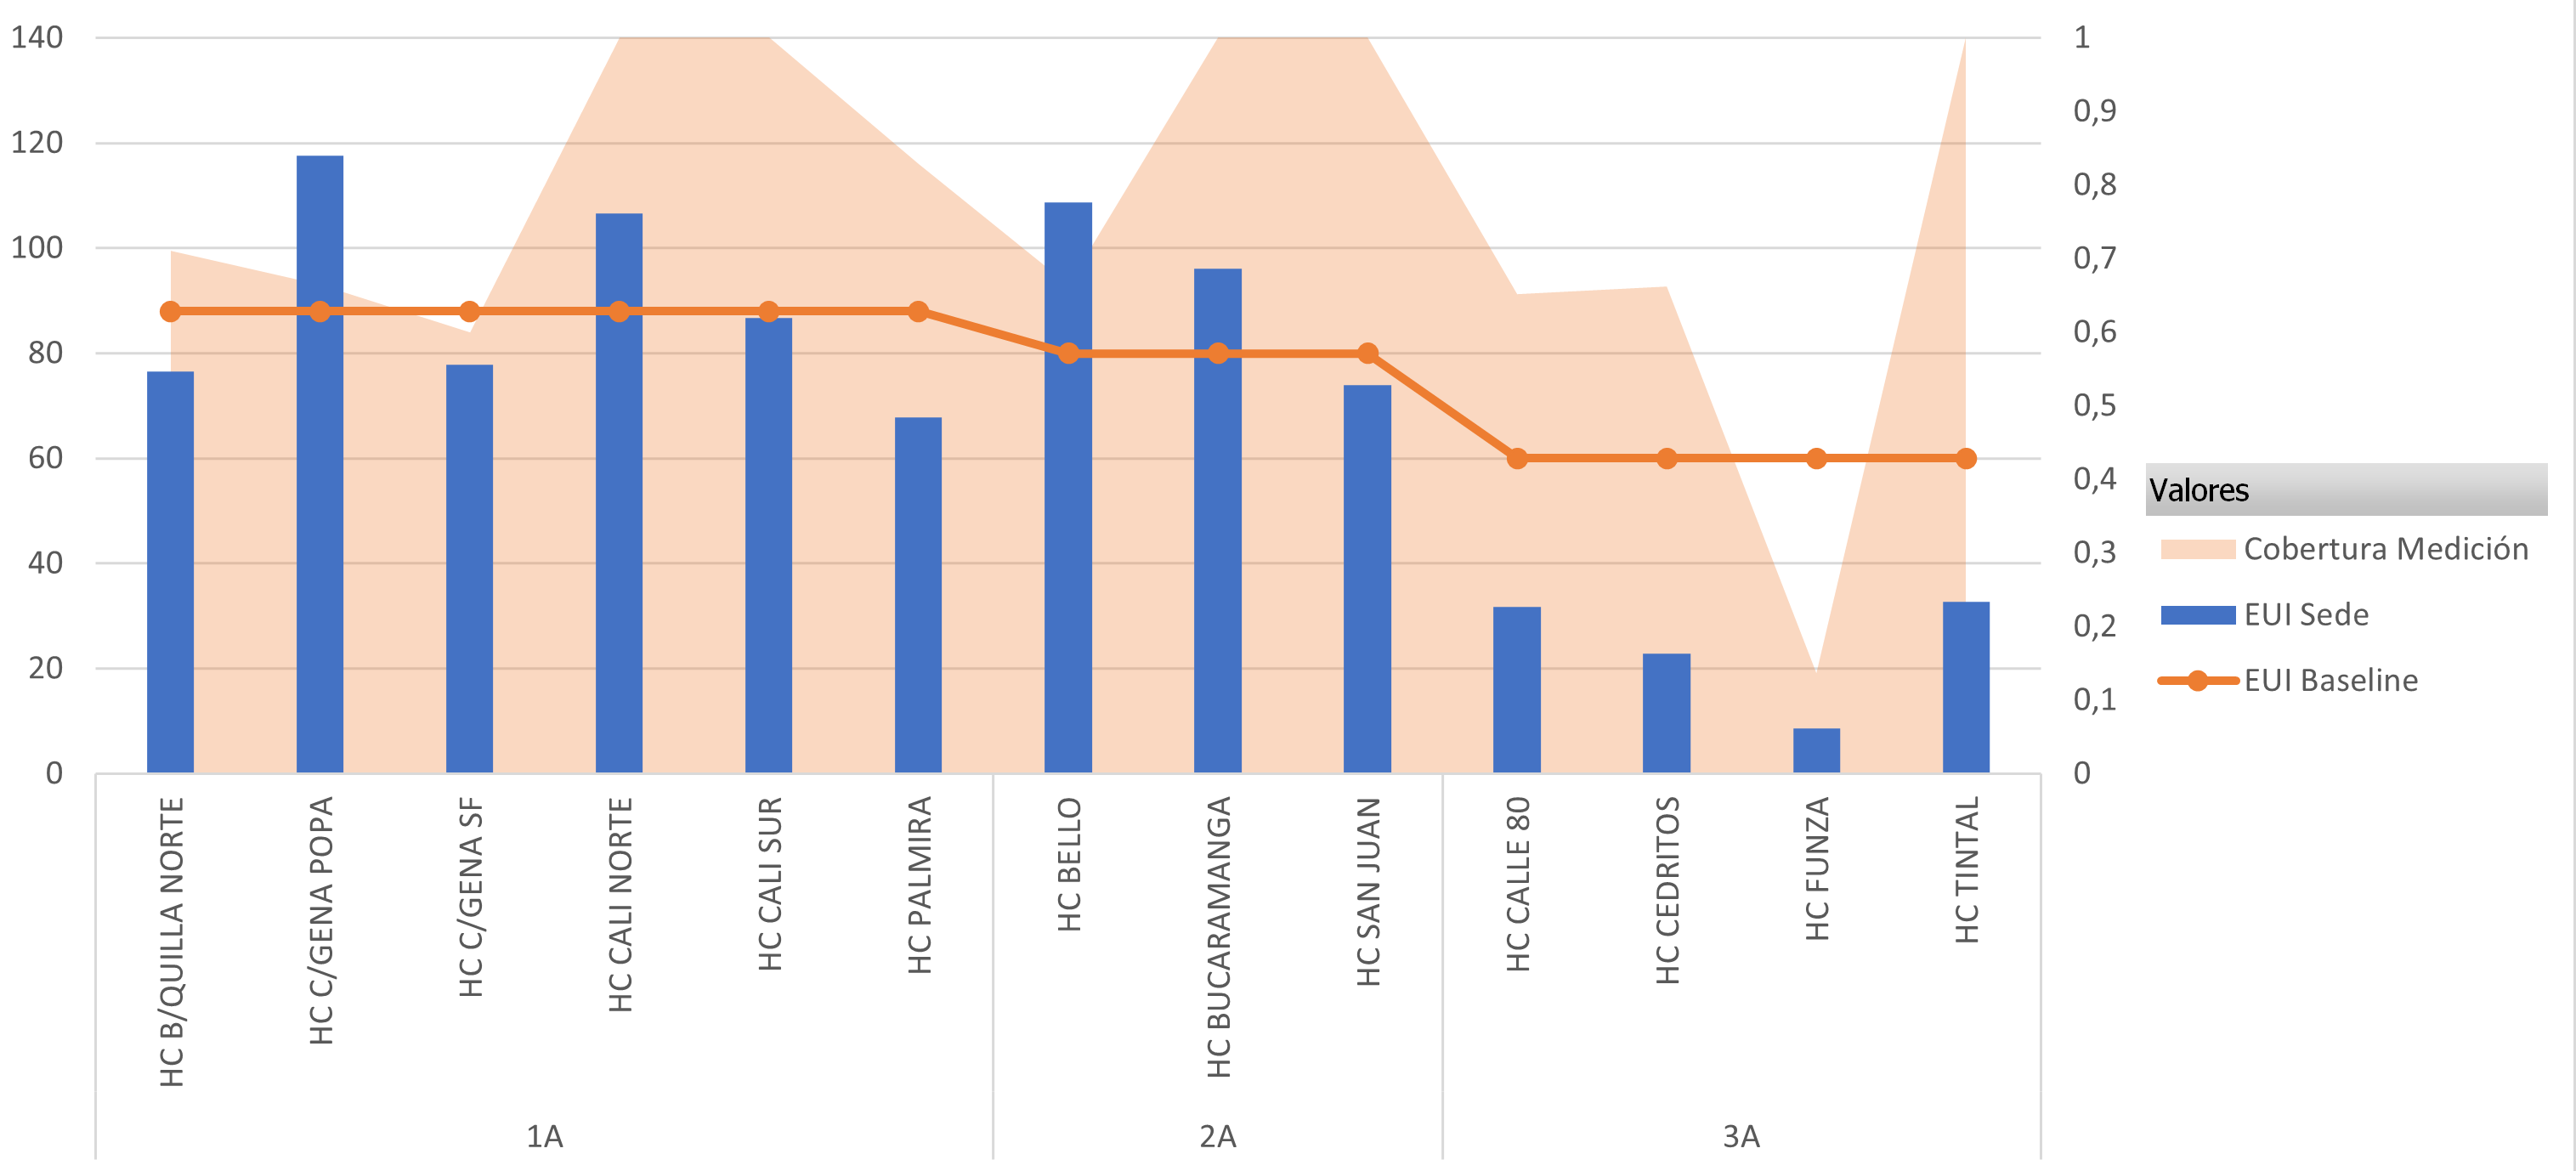 140
120
100
80
60
40
20
0
1
0,9
0,8
0,7
0,6
0,5
0,4
0,3
0,2
0,1
0
HC B/QUILLA NORTE
HC C/GENA POPA
HC C/GENA SF
HC CALI NORTE
HC CALI SUR
HC PALMIRA
HC BELLO
HC BUCARAMANGA
HC SAN JUAN
HC CALLE 80
HC CEDRITOS
HC FUNZA
HC TINTAL
1A
2A
3A
Valores
Cobertura Medición
EUI Sede
EUI Baseline